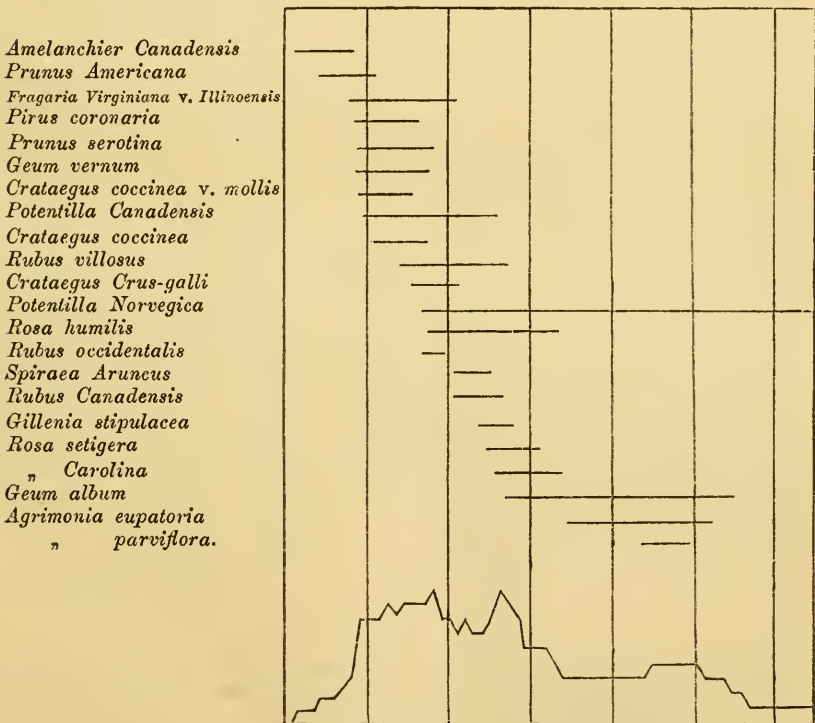 Amelanchier Canadensis
Prunus Americana
Fragaria Virginiana v. Illinoensis
Pirus coronaria
Prunus serotina
Geum vernum
Crataegus coccinea v. mollis
Potentilla Canadensis
Crataegus coccinea
Rubus villosus
Crataegus Crus-galli
Potentilla Norvegica
Rosa humilis
Rubus occidentalis
Spiraea Aruncus
Rubus Canadensis
Gillenia stipulacea
Rosa setigera
„ Carolina
Geum album
Agrimonia eupatoria
„ parviflora.